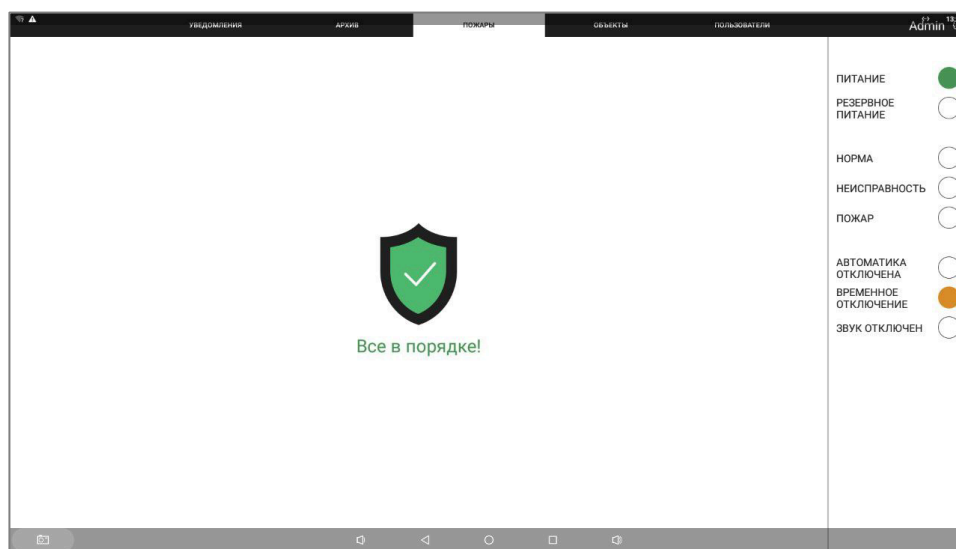 УВЕДОМЛЕНИЯ АРХИВ ПОЖАРЫ ОБЪЕКТЫ ПОЛЬЗОВАТЕЛИ Admin 13:
ПИТАНИЕ
РЕЗЕРВНОЕ
ПИТАНИЕ
НОРМА
НЕИСПРАВНОСТЬ
ПОЖАР
АВТОМАТИКА
ОТКЛЮЧЕНА
ВРЕМЕННОЕ
ОТКЛЮЧЕНИЕ
ЗВУК ОТКЛЮЧЕН
Все в порядке!